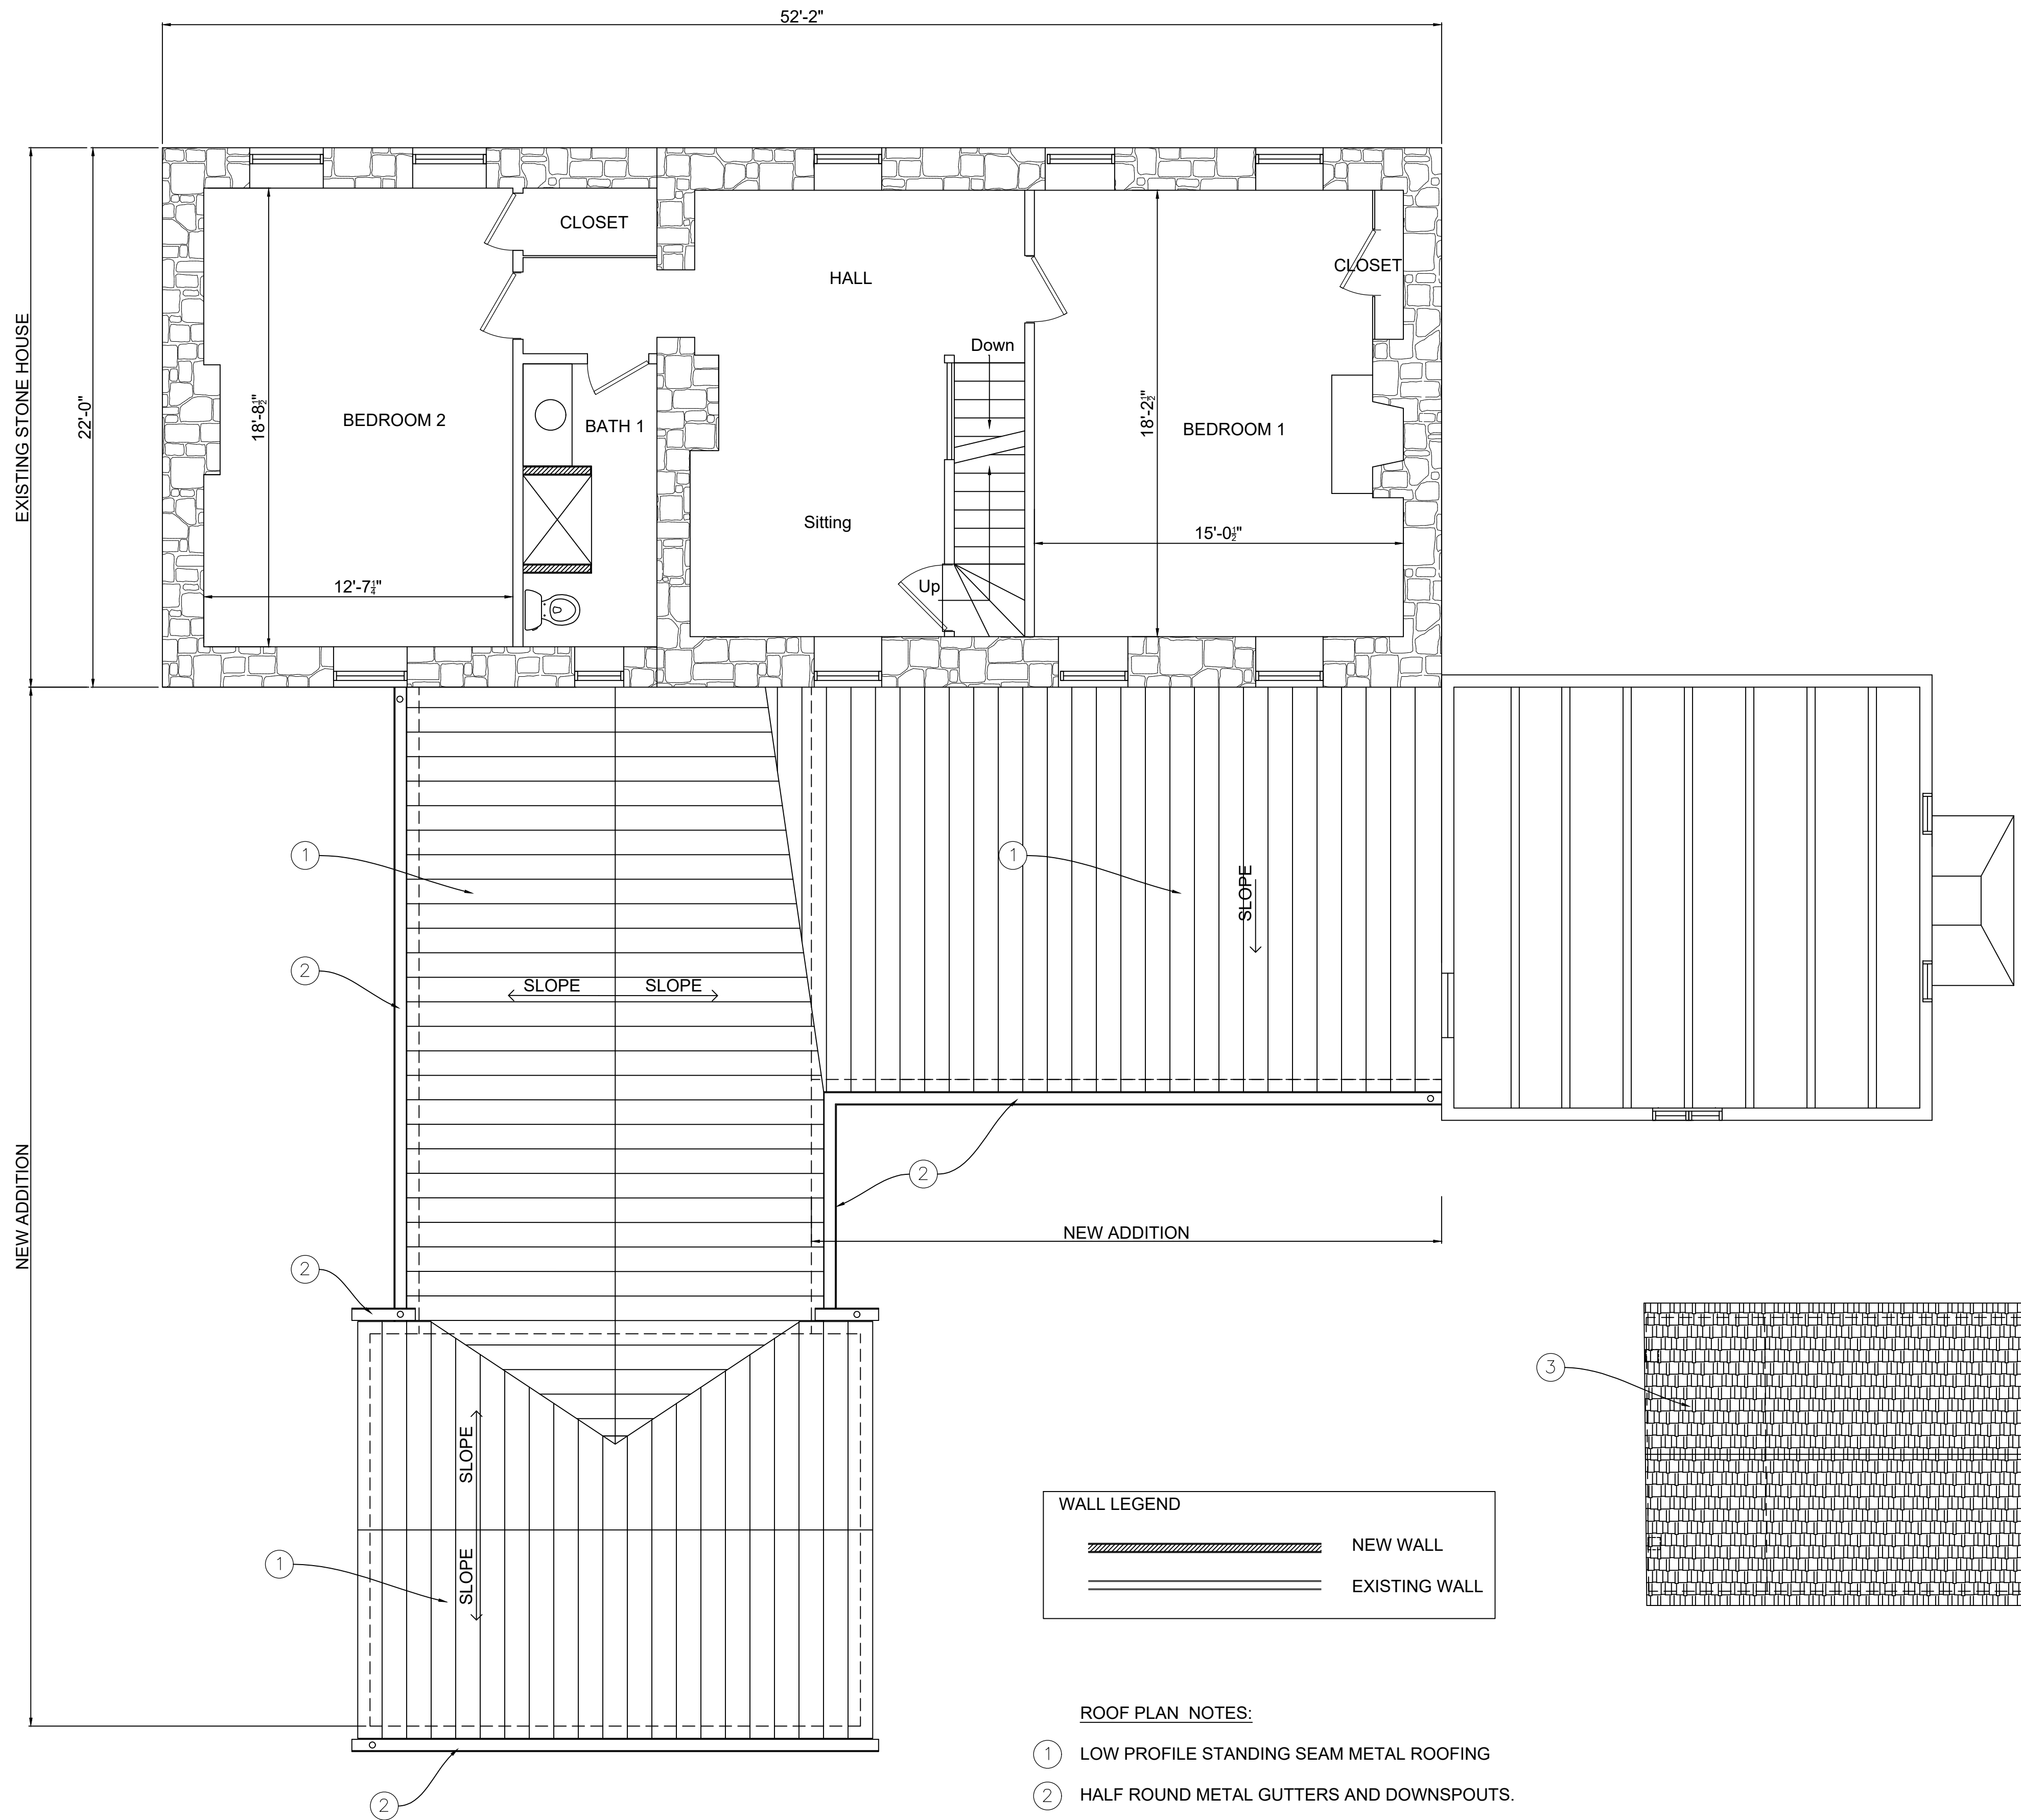 52'-2"
CLOSET
HALL
CLOSET
EXISTING STONE HOUSE
22'-0"
18'-8½"
BEDROOM 2
BATH 1
Down
18'-2½"
BEDROOM 1
Sitting
15'-0½"
12'-7¼"
Up
1
1
SLOPE
2
SLOPE SLOPE
2
NEW ADDITION
NEW ADDITION
2
3
SLOPE
SLOPE
1
WALL LEGEND
NEW WALL
EXISTING WALL
ROOF PLAN NOTES:
1 LOW PROFILE STANDING SEAM METAL ROOFING
2 HALF ROUND METAL GUTTERS AND DOWNSPOUTS.
2